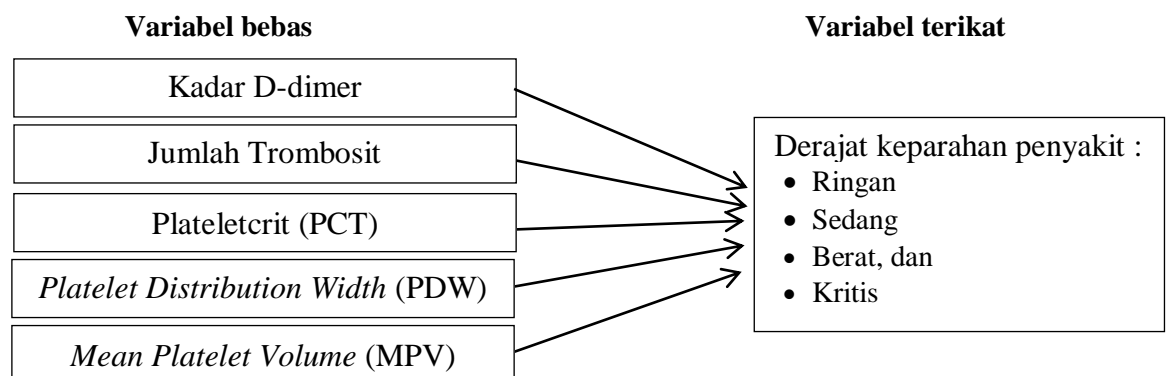 Variabel bebas
Variabel terikat
Kadar D-dimer
Jumlah Trombosit
Plateletcrit (PCT)
Platelet Distribution Width (PDW)
Mean Platelet Volume (MPV)
Derajat keparahan penyakit :
• Ringan
• Sedang
• Berat, dan
• Kritis